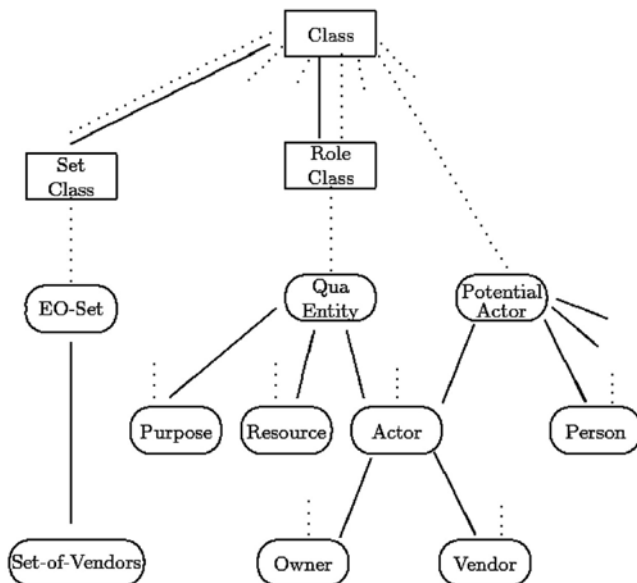 Class
Set
Class
Role
Class
EO-Set
Qua
Entity
Potential
Actor
Purpose
Resource
Actor
Person
Set-of-Vendors
Owner
Vendor